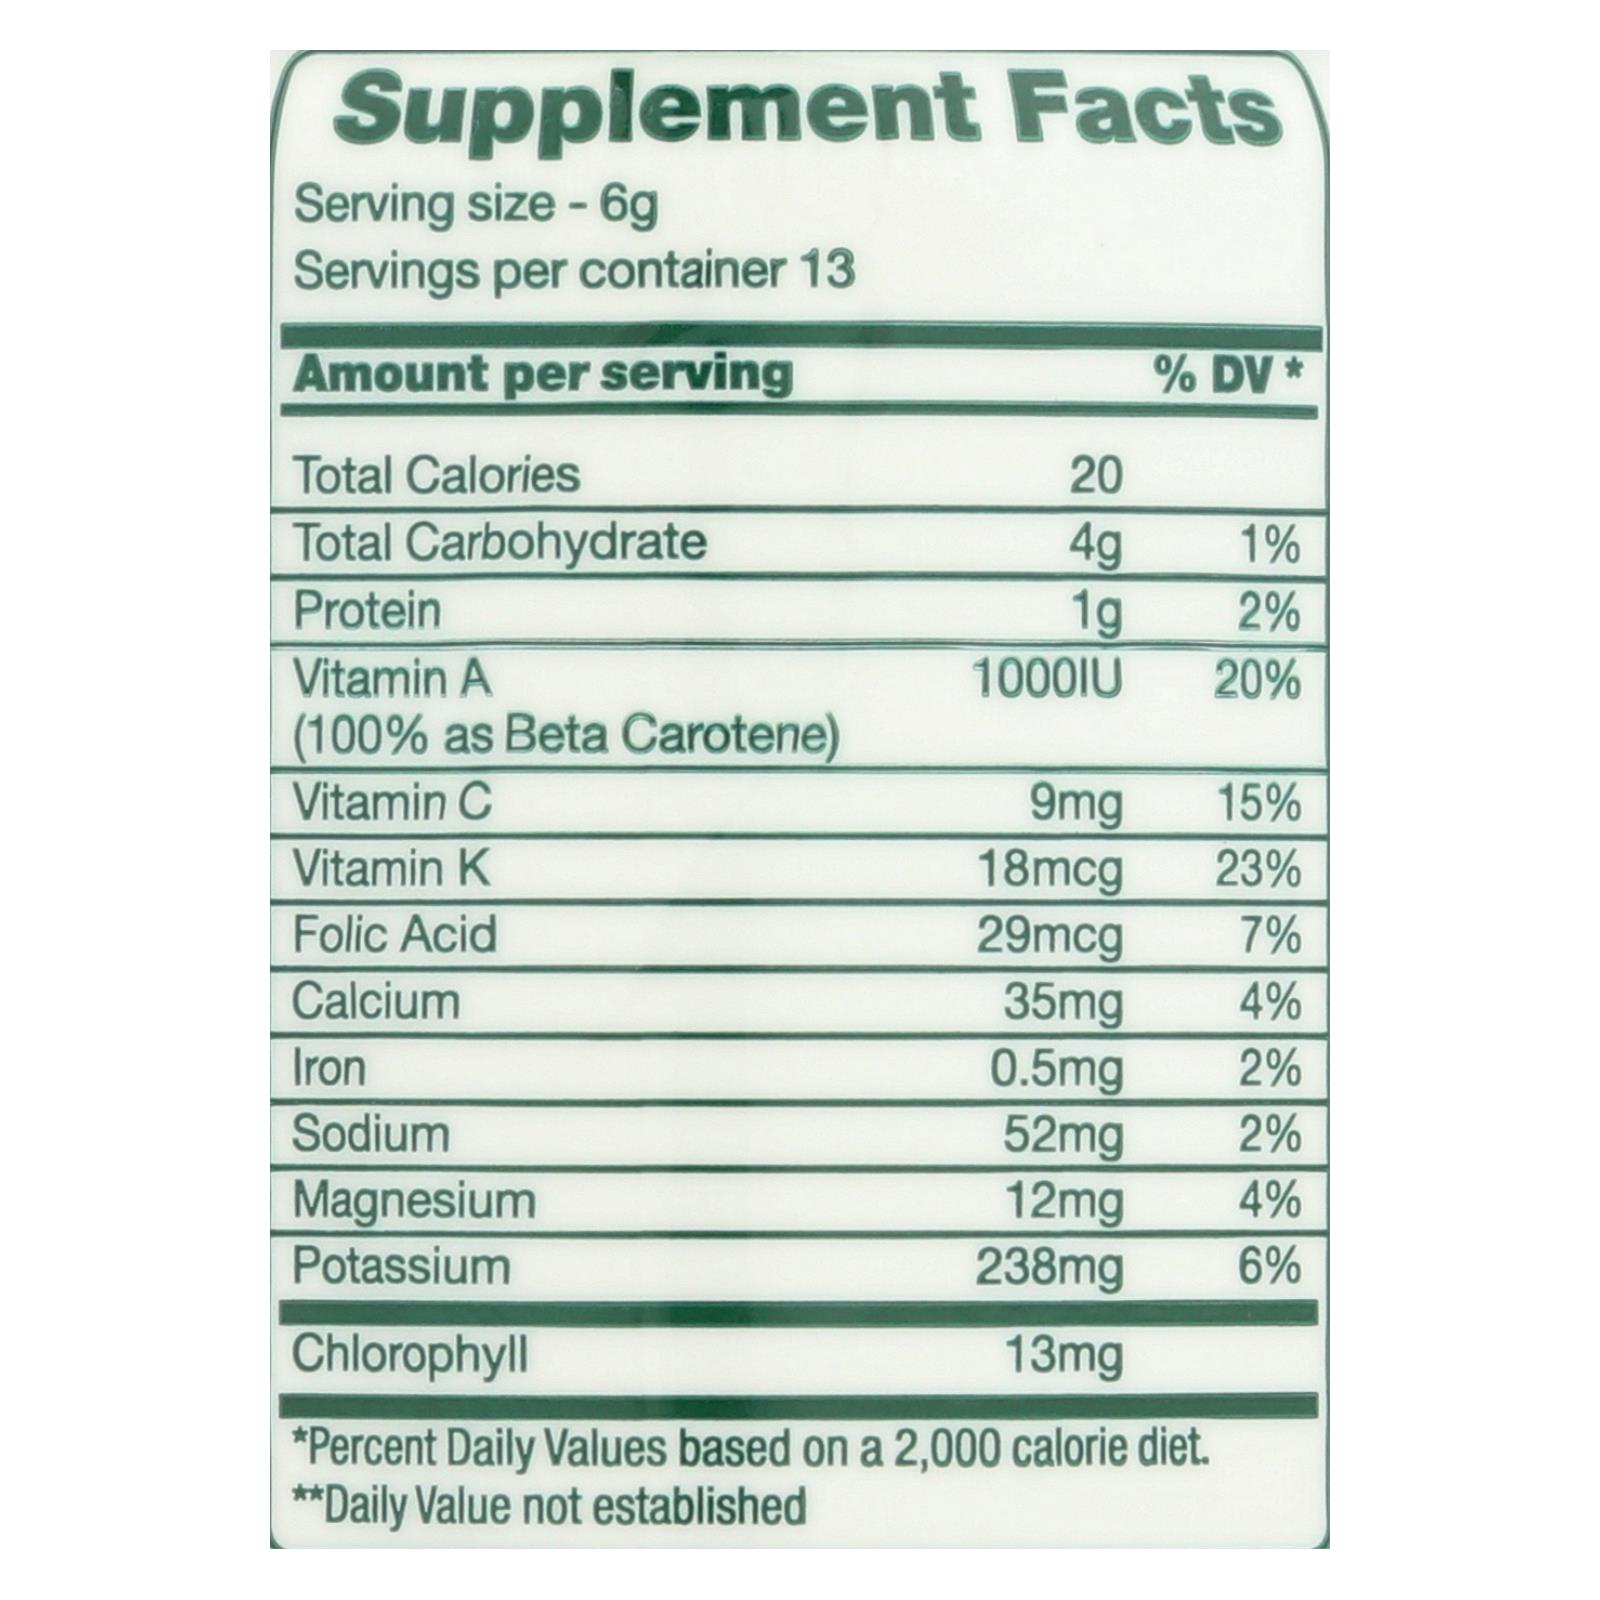 Supplement Facts
Serving size - 6g
Servings per container 13
Amount per serving % DV *
Total Calories 20
Total Carbohydrate 4g 1%
Protein 1g 2%
Vitamin A 1000IU 20%
(100% as Beta Carotene)
Vitamin C 9mg 15%
Vitamin K 18mcg 23%
Folic Acid 29mcg 7%
Calcium 35mg 4%
Iron 0.5mg 2%
Sodium 52mg 2%
Magnesium 12mg 4%
Potassium 238mg 6%
Chlorophyll 13mg
*Percent Daily Values based on a 2,000 calorie diet.
**Daily Value not established